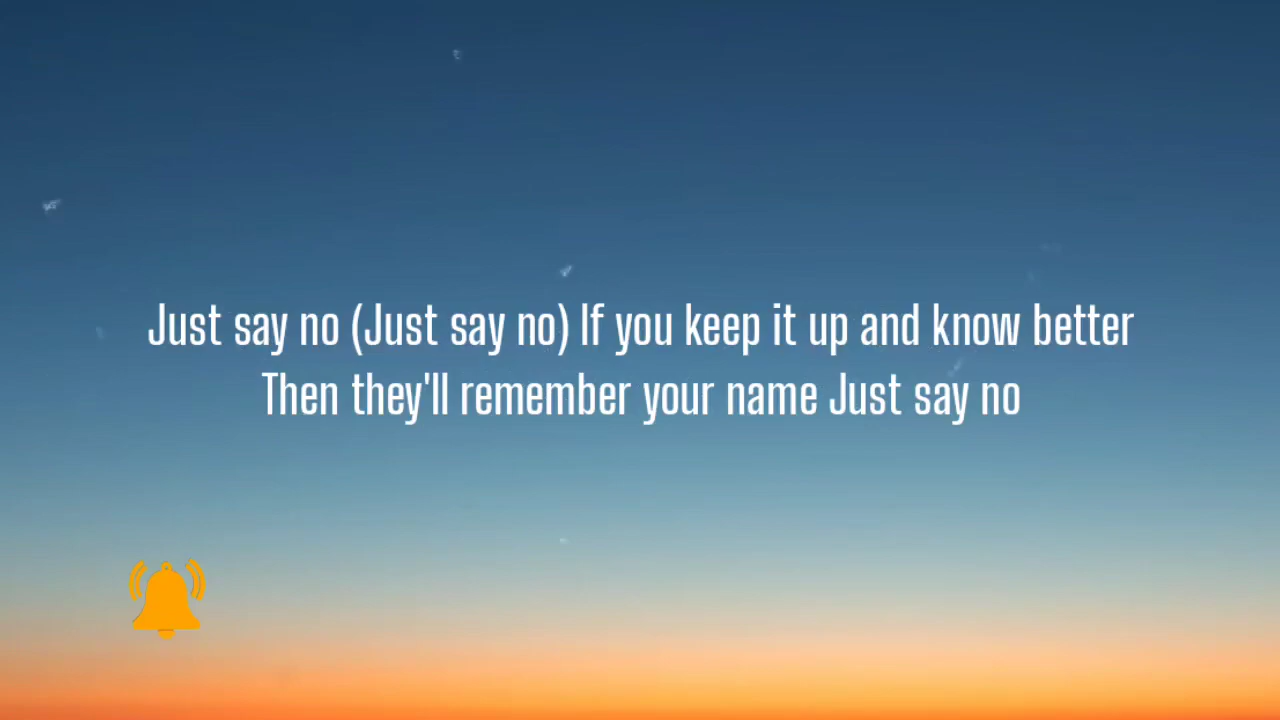 Just say no (Just say no) If you keep it up and know better
Then they'll remember your name Just say no